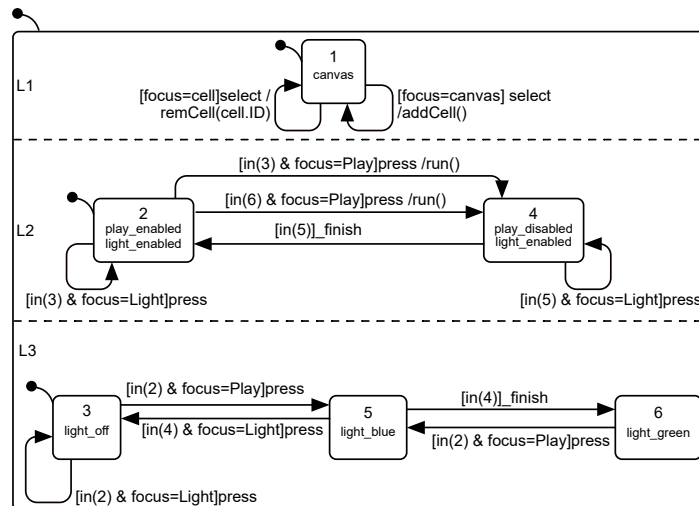 L1
1
canvas
[focus=cell]select /
remCell(cell.ID)
[focus=canvas] select
/addCell()
L2
[in(3) & focus=Play]press /run()
[in(6) & focus=Play]press /run()
[in(5)]_finish
2
play_enabled
light_enabled
4
play_disabled
light_enabled
[in(3) & focus=Light]press
[in(5) & focus=Light]press
L3
[in(2) & focus=Play]press
[in(4)]_finish
3
light_off
[in(4) & focus=Light]press
5
light_blue
[in(2) & focus=Play]press
6
light_green
[in(2) & focus=Light]press